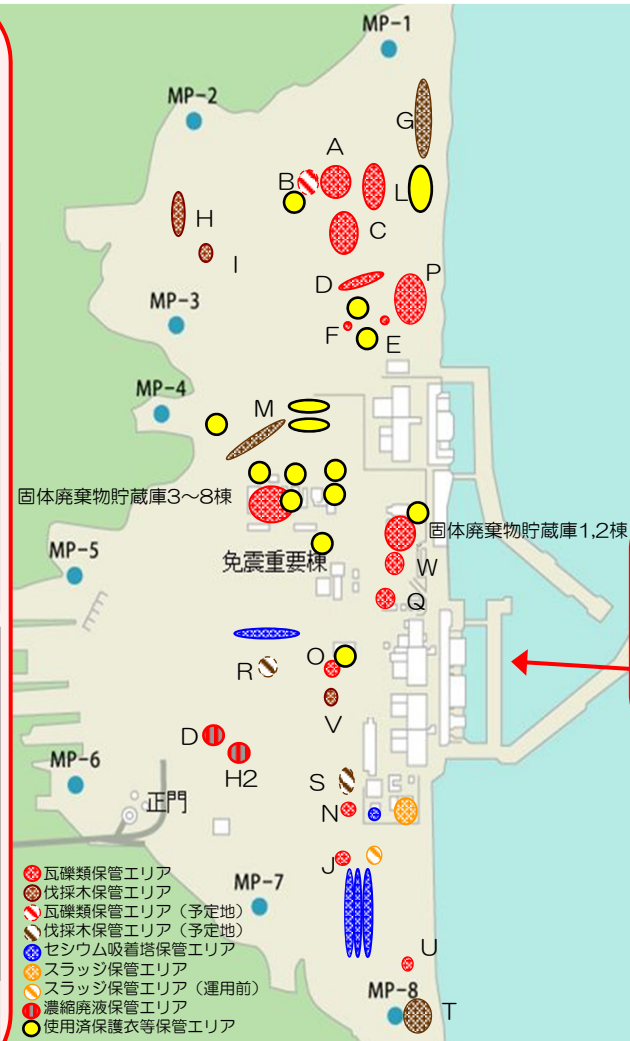 MP-1
MP-2
G
A
B
L
H
C
I
D
P
MP-3
F
E
MP-4
M
固体廃棄物貯蔵庫3～8棟
固体廃棄物貯蔵庫1,2棟
MP-5
免震重要棟
W
Q
O
R
V
D
MP-6
H2
S
正門
N
J
瓦礫類保管エリア
MP-7
伐採木保管エリア
瓦礫類保管エリア（予定地）
伐採木保管エリア（予定地）
セシウム吸着塔保管エリア
U
スラッジ保管エリア
スラッジ保管エリア（運用前）
MP-8
濃縮廃液保管エリア
T
使用済保護衣等保管エリア